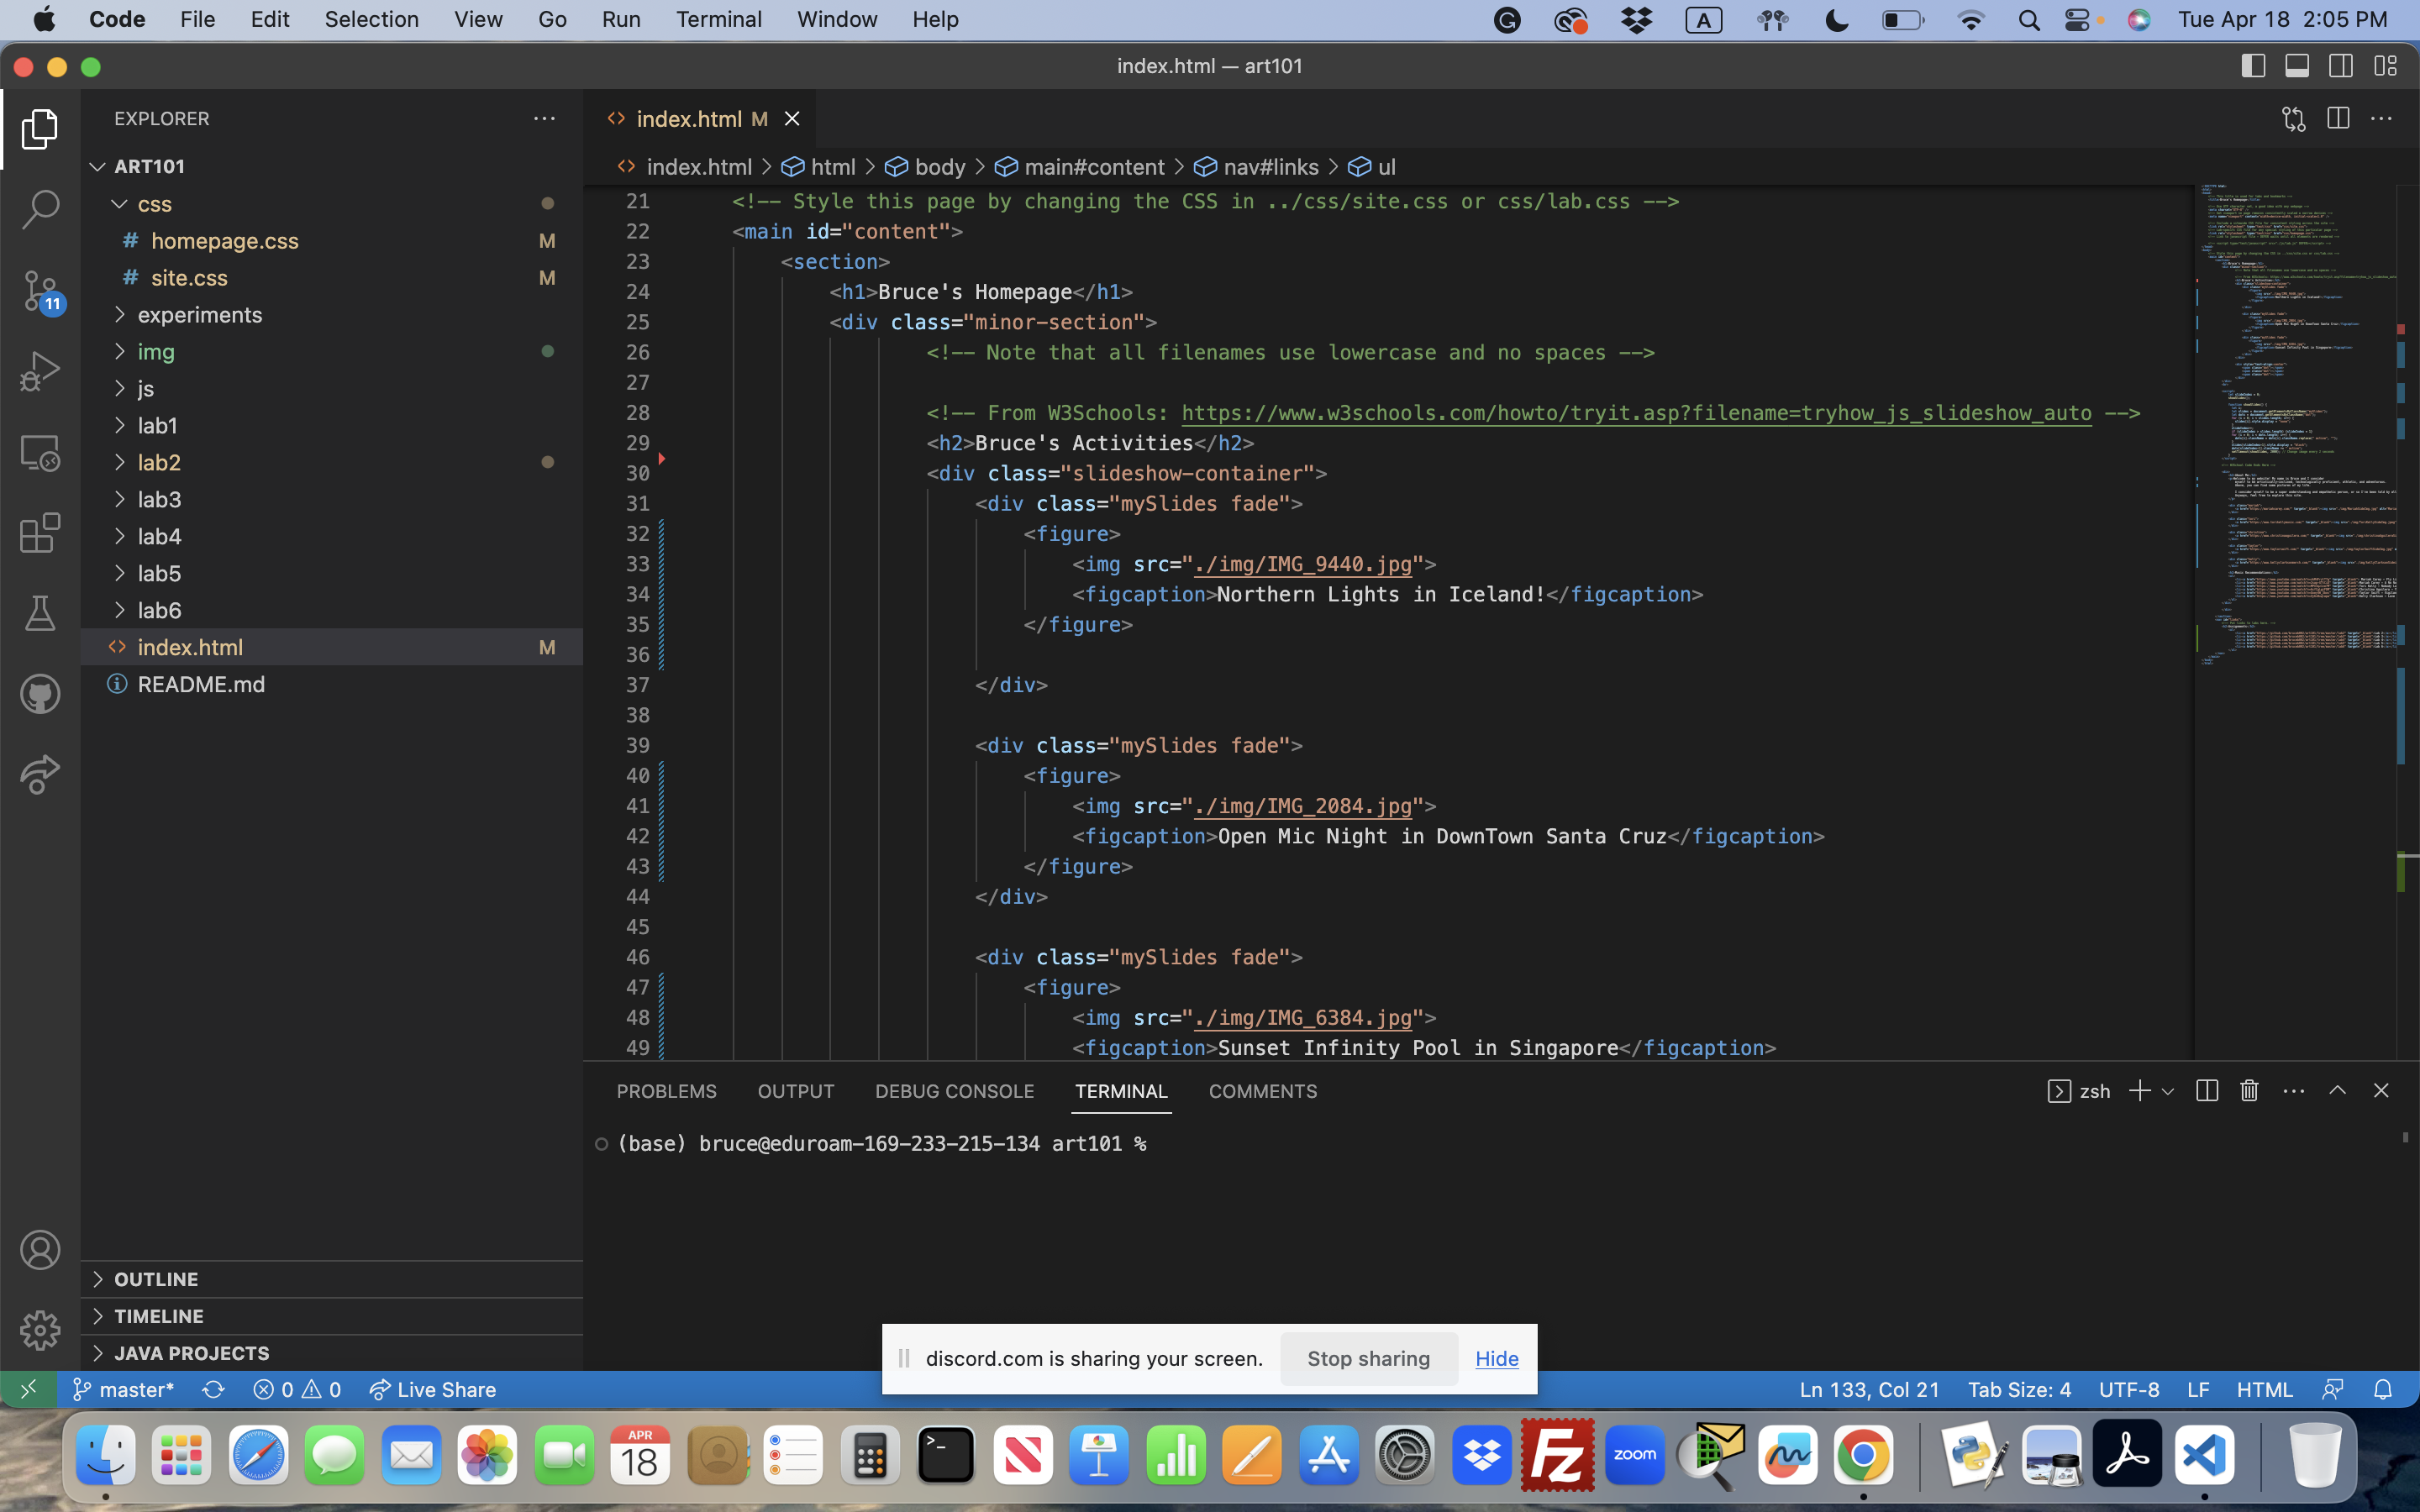 Code File Edit Selection View Go Run Terminal Window Help A Tue Apr 18 2:05 PM
index.html — art101
EXPLORER
ART101
css
homepage.css M
site.css M
experiments
img
js
lab1
lab2
lab3
lab4
lab5
lab6
index.html M
README.md
11
OUTLINE
TIMELINE
JAVA PROJECTS
index.html M
index.html > html > body > main#content > nav#links > ul
21 <!-- Style this page by changing the CSS in ../css/site.css or css/lab.css -->
22 <main id="content">
23 <section>
24 <h1>Bruce's Homepage</h1>
25 <div class="minor-section">
26 <!-- Note that all filenames use lowercase and no spaces -->
27
28 <!-- From W3Schools: https://www.w3schools.com/howto/tryit.asp?filename=tryhow_js_slideshow_auto -->
29 <h2>Bruce's Activities</h2>
30 <div class="slideshow-container">
31 <div class="mySlides fade">
32 <figure>
33 <img src="./img/IMG_9440.jpg">
34 <figcaption>Northern Lights in Iceland!</figcaption>
35 </figure>
36
37 </div>
38
39 <div class="mySlides fade">
40 <figure>
41 <img src="./img/IMG_2084.jpg">
42 <figcaption>Open Mic Night in DownTown Santa Cruz</figcaption>
43 </figure>
44 </div>
45
46 <div class="mySlides fade">
47 <figure>
48 <img src="./img/IMG_6384.jpg">
49 <figcaption>Sunset Infinity Pool in Singapore</figcaption>
PROBLEMS OUTPUT DEBUG CONSOLE TERMINAL COMMENTS zsh
(base) bruce@eduroam-169-233-215-134 art101 %
discord.com is sharing your screen. Stop sharing Hide
master* 0 0 Live Share Ln 133, Col 21 Tab Size: 4 UTF-8 LF HTML
APR
18
>_
Fz
zoom